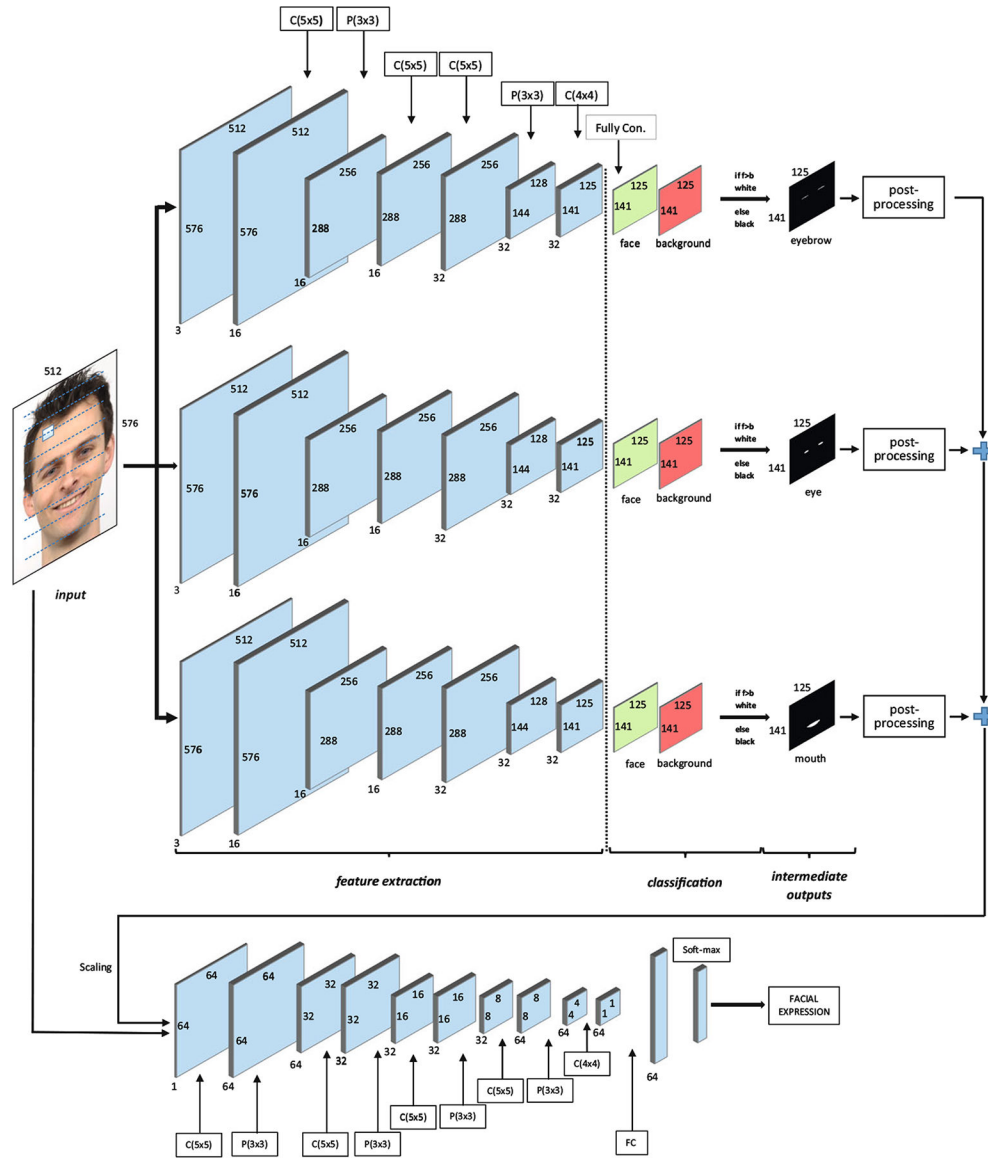 C(5x5)
P(3x3)
C(5x5)
C(5x5)
P(3x3)
C(4x4)
Fully Con.
512
512
256
256
256
128
125
125
125
125
576
576
288
288
288
144
141
141
141
141
3
16
16
16
32
32
32
face
background
if f>b
white
else
black
eyebrow
post-
processing
512
576
input
512
512
256
256
256
128
125
125
125
125
576
576
288
288
288
144
141
141
141
141
3
16
16
16
32
32
32
face
background
if f>b
white
else
black
eye
post-
processing
512
512
256
256
256
128
125
125
125
125
576
576
288
288
288
144
141
141
141
141
3
16
16
16
32
32
32
face
background
if f>b
white
else
black
mouth
post-
processing
feature extraction
classification
intermediate
outputs
Scaling
64
64
32
32
16
16
8
8
4
1
64
64
32
32
16
16
8
8
4
1
1
64
64
32
32
32
32
64
64
64
64
Soft-max
FACIAL
EXPRESSION
C(5x5)
P(3x3)
C(5x5)
P(3x3)
C(5x5)
P(3x3)
C(5x5)
P(3x3)
C(4x4)
FC